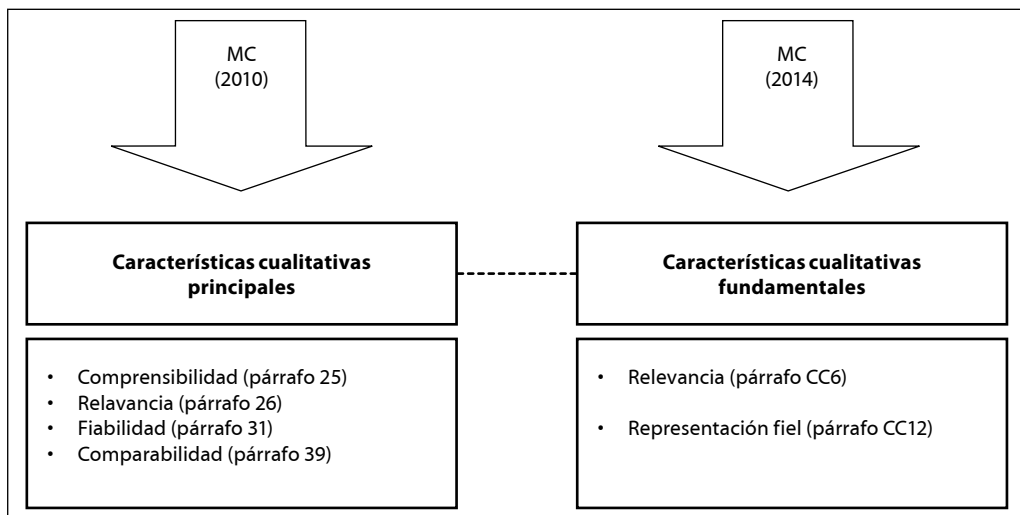 MC
(2010)
MC
(2014)
Características cualitativas
principales
Características cualitativas
fundamentales
• Comprensibilidad (párrafo 25)
• Relavancia (párrafo 26)
• Fiabilidad (párrafo 31)
• Comparabilidad (párrafo 39)
• Relevancia (párrafo CC6)
• Representación fiel (párrafo CC12)